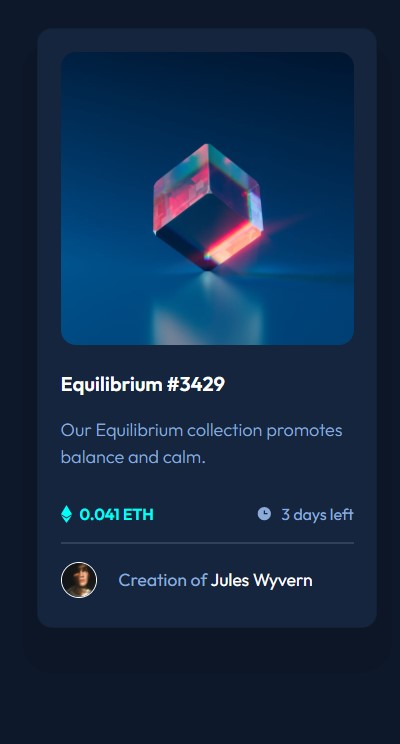 Equilibrium #3429
Our Equilibrium collection promotes
balance and calm.
0.041 ETH
3 days left
Creation of Jules Wyvern